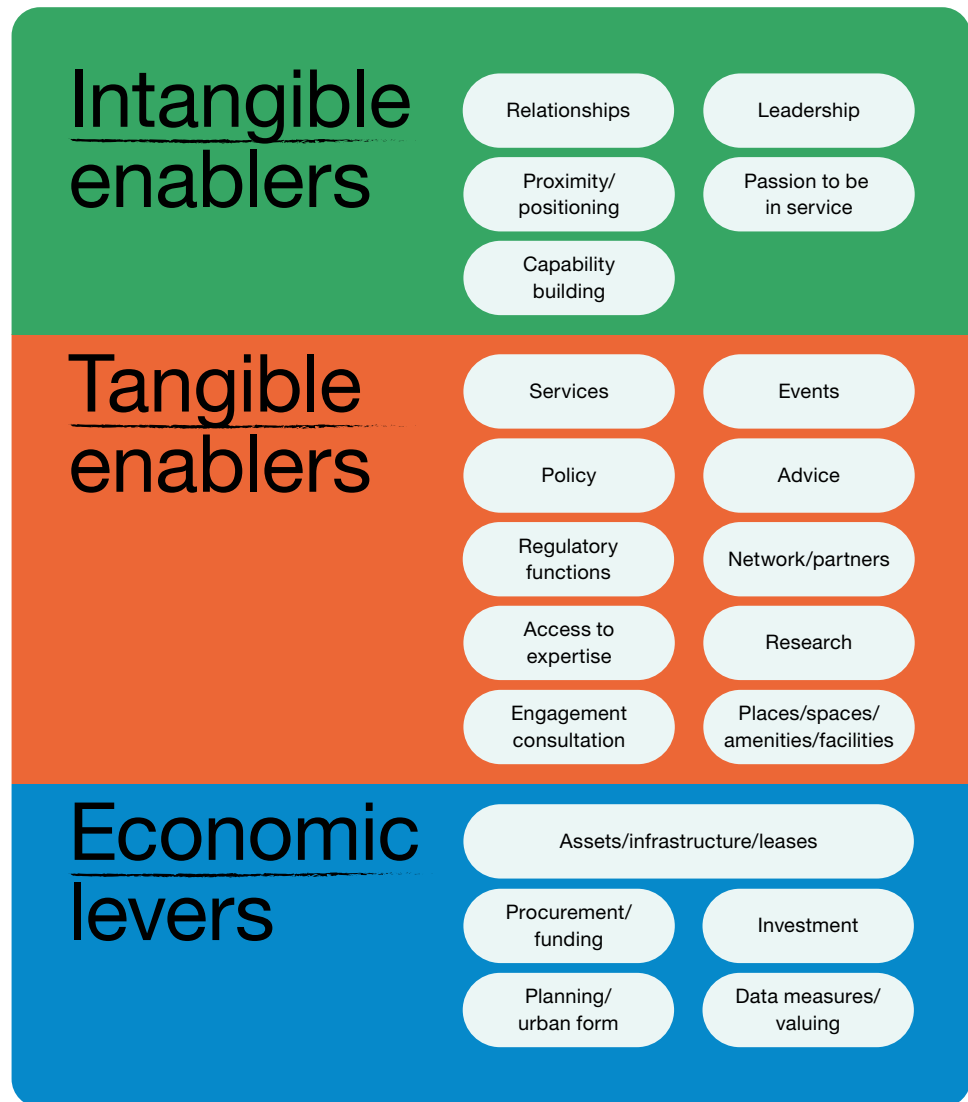 Intangible
enablers
Relationships
Leadership
Proximity/
positioning
Passion to be
in service
Capability
building
Tangible
enablers
Services
Events
Policy
Advice
Regulatory
functions
Network/partners
Access to
expertise
Research
Engagement
consultation
Places/spaces/
amenities/facilities
Economic
levers
Assets/infrastructure/leases
Procurement/
funding
Investment
Planning/
urban form
Data measures/
valuing